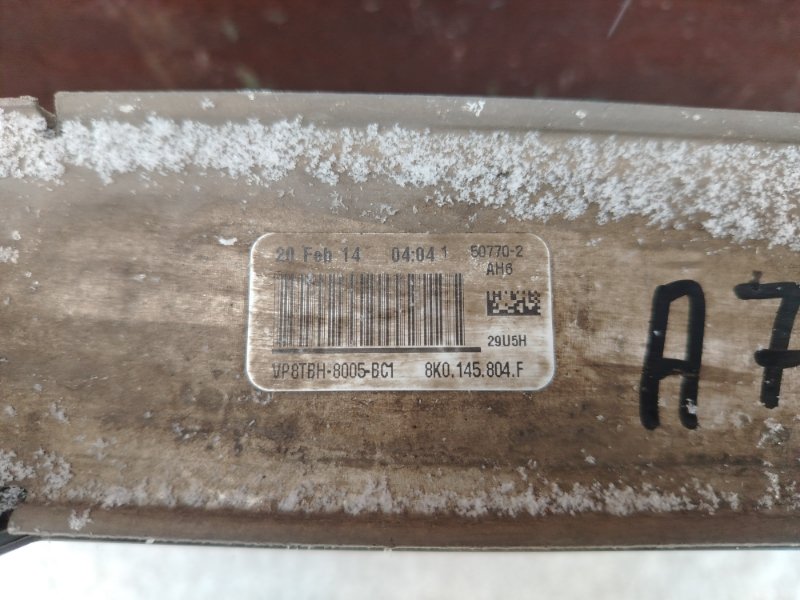 20 Feb 14 04:04 1 50770-2
AH6
29U5H
VP8TBH-8005-BC1 8K0.145.804.F
A7